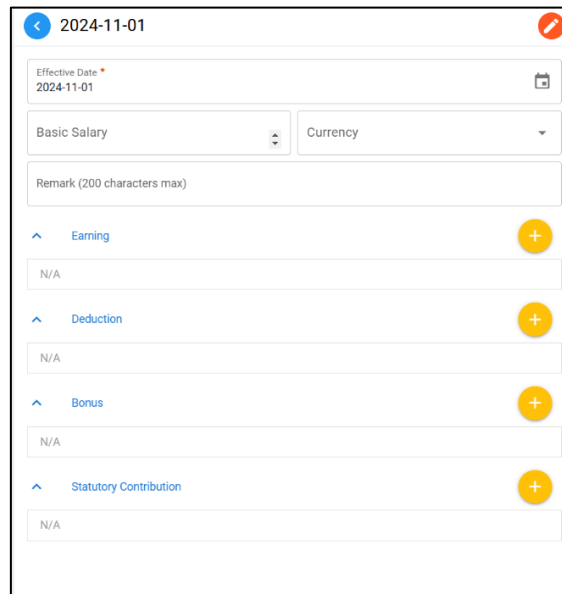 2024-11-01
Effective Date *
2024-11-01
Basic Salary
Currency
Remark (200 characters max)
Earning
N/A
Deduction
N/A
Bonus
N/A
Statutory Contribution
N/A